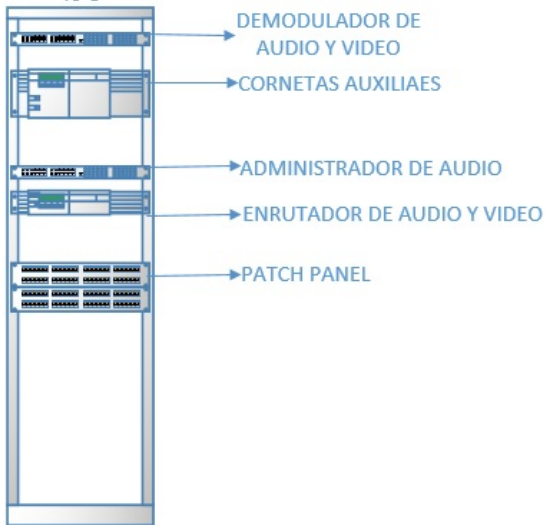 DEMODULADOR DE
AUDIO Y VIDEO
CORNETAS AUXILIAES
ADMINISTRADOR DE AUDIO
ENRUTADOR DE AUDIO Y VIDEO
PATCH PANEL